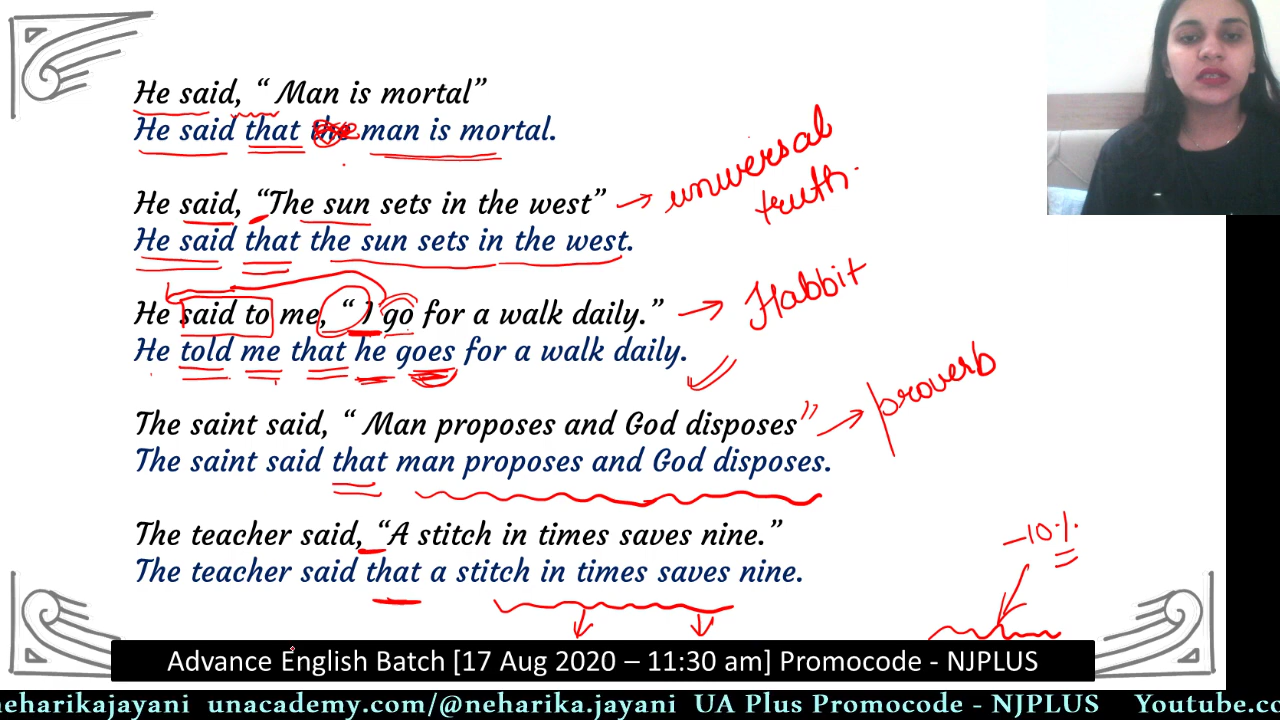 He said, “ Man is mortal”
He said that the man is mortal.
He said, “The sun sets in the west” → universal truth.
He said that the sun sets in the west.
He said to me, “ I go for a walk daily.” → Habbit
He told me that he goes for a walk daily.
The saint said, “ Man proposes and God disposes” → proverb
The saint said that man proposes and God disposes.
The teacher said, “A stitch in times saves nine.”
The teacher said that a stitch in times saves nine.
-10%
Advance English Batch [17 Aug 2020 – 11:30 am] Promocode - NJPLUS
neharikajayani unacademy.com/@neharika.jayani UA Plus Promocode - NJPLUS Youtube.co